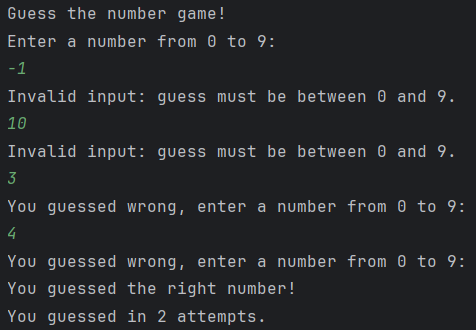 Guess the number game!
Enter a number from 0 to 9:
-1
Invalid input: guess must be between 0 and 9.
10
Invalid input: guess must be between 0 and 9.
3
You guessed wrong, enter a number from 0 to 9:
4
You guessed wrong, enter a number from 0 to 9:
You guessed the right number!
You guessed in 2 attempts.